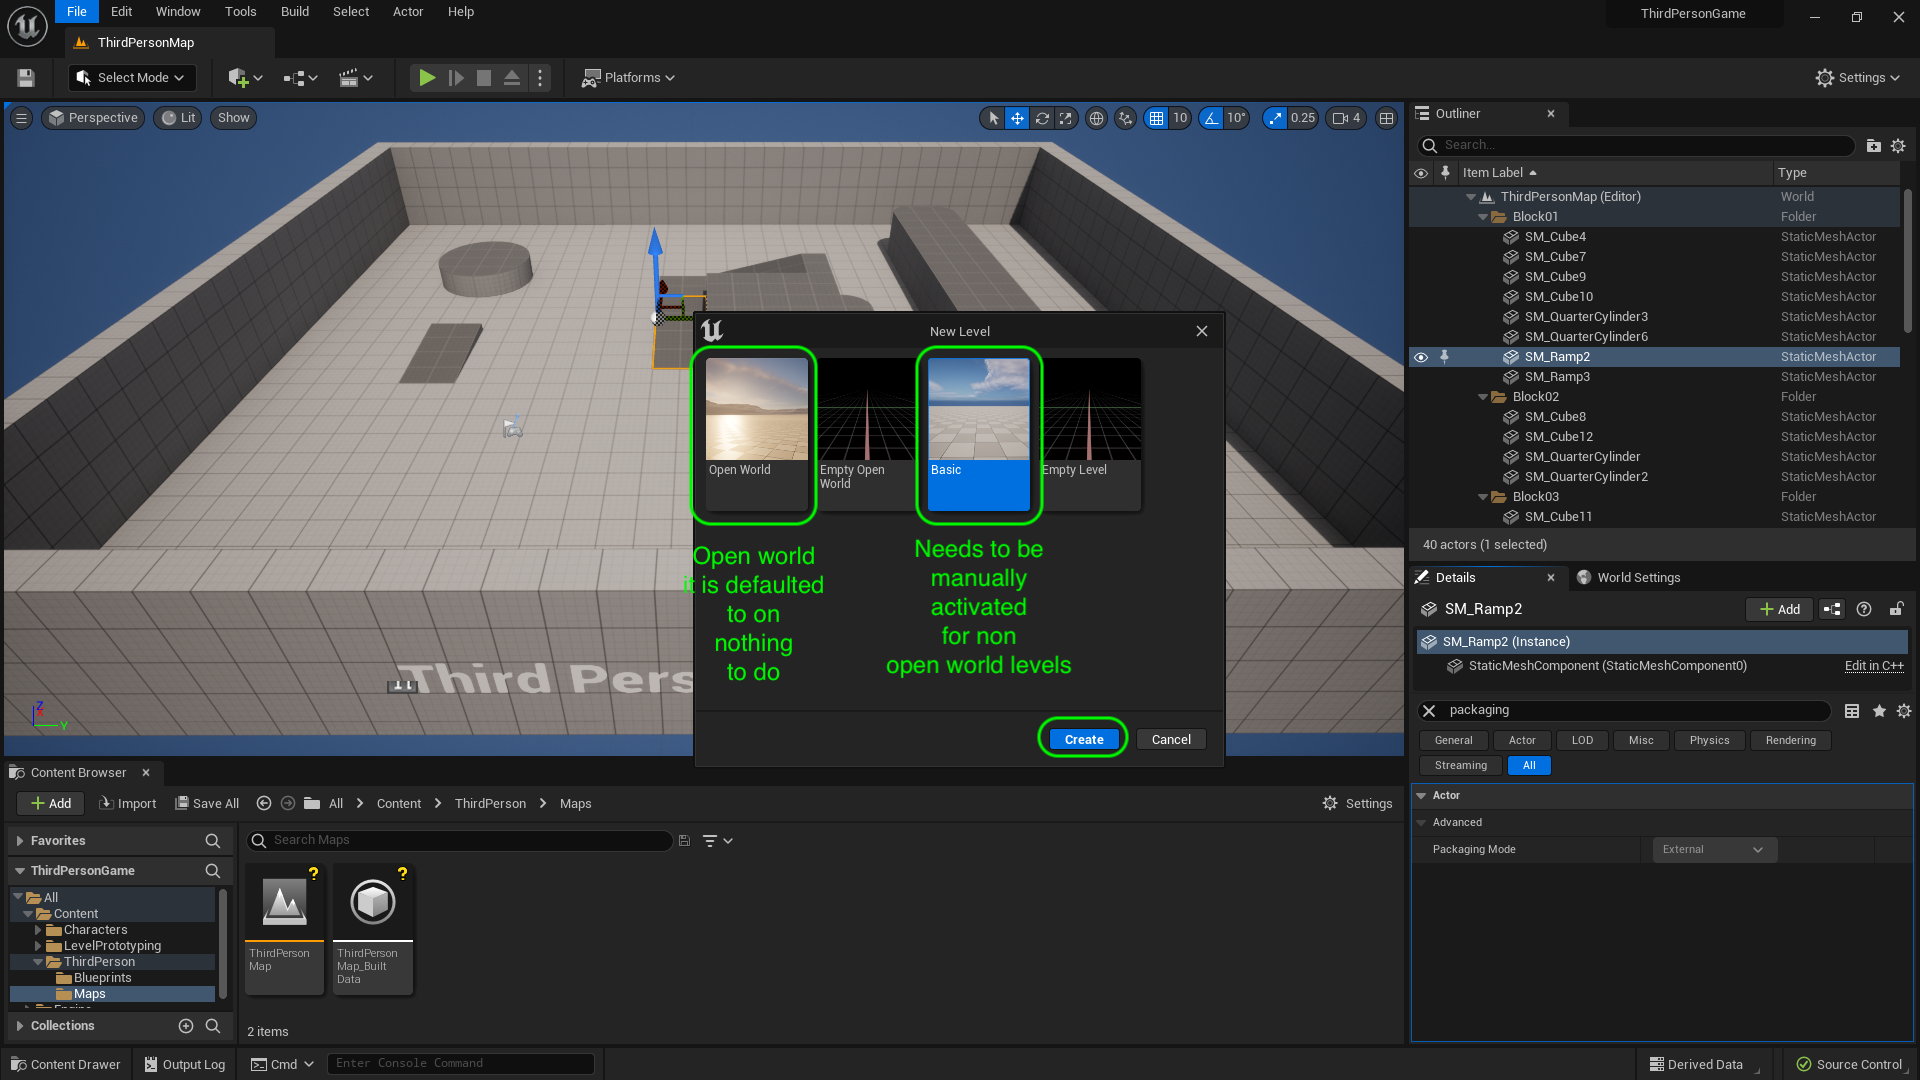 File Edit Window Tools Build Select Actor Help
ThirdPersonGame
ThirdPersonMap
Select Mode
Platforms
Settings
Perspective Lit Show
10 10° 0.25 4
Third Pers
Z
Y
New Level
Open World
Empty Open
World
Basic
Empty Level
Open world
it is defaulted
to on
nothing
to do
Needs to be
manually
activated
for non
open world levels
Create Cancel
Outliner
Search...
Item Label Type
ThirdPersonMap (Editor) World
Block01 Folder
SM_Cube4 StaticMeshActor
SM_Cube7 StaticMeshActor
SM_Cube9 StaticMeshActor
SM_Cube10 StaticMeshActor
SM_QuarterCylinder3 StaticMeshActor
SM_QuarterCylinder6 StaticMeshActor
SM_Ramp2 StaticMeshActor
SM_Ramp3 StaticMeshActor
Block02 Folder
SM_Cube8 StaticMeshActor
SM_Cube12 StaticMeshActor
SM_QuarterCylinder StaticMeshActor
SM_QuarterCylinder2 StaticMeshActor
Block03 Folder
SM_Cube11 StaticMeshActor
40 actors (1 selected)
Details
World Settings
SM_Ramp2
Add
SM_Ramp2 (Instance)
StaticMeshComponent (StaticMeshComponent0) Edit in C++
packaging
General Actor LOD Misc Physics Rendering
Streaming All
Actor
Advanced
Packaging Mode External
Content Browser
Add Import Save All All Content ThirdPerson Maps Settings
Favorites
ThirdPersonGame
All
Content
Characters
LevelPrototyping
ThirdPerson
Blueprints
Maps
Collections
Search Maps
ThirdPerson
Map
ThirdPerson
Map_Built
Data
2 items
Content Drawer Output Log Cmd Enter Console Command
Derived Data Source Control